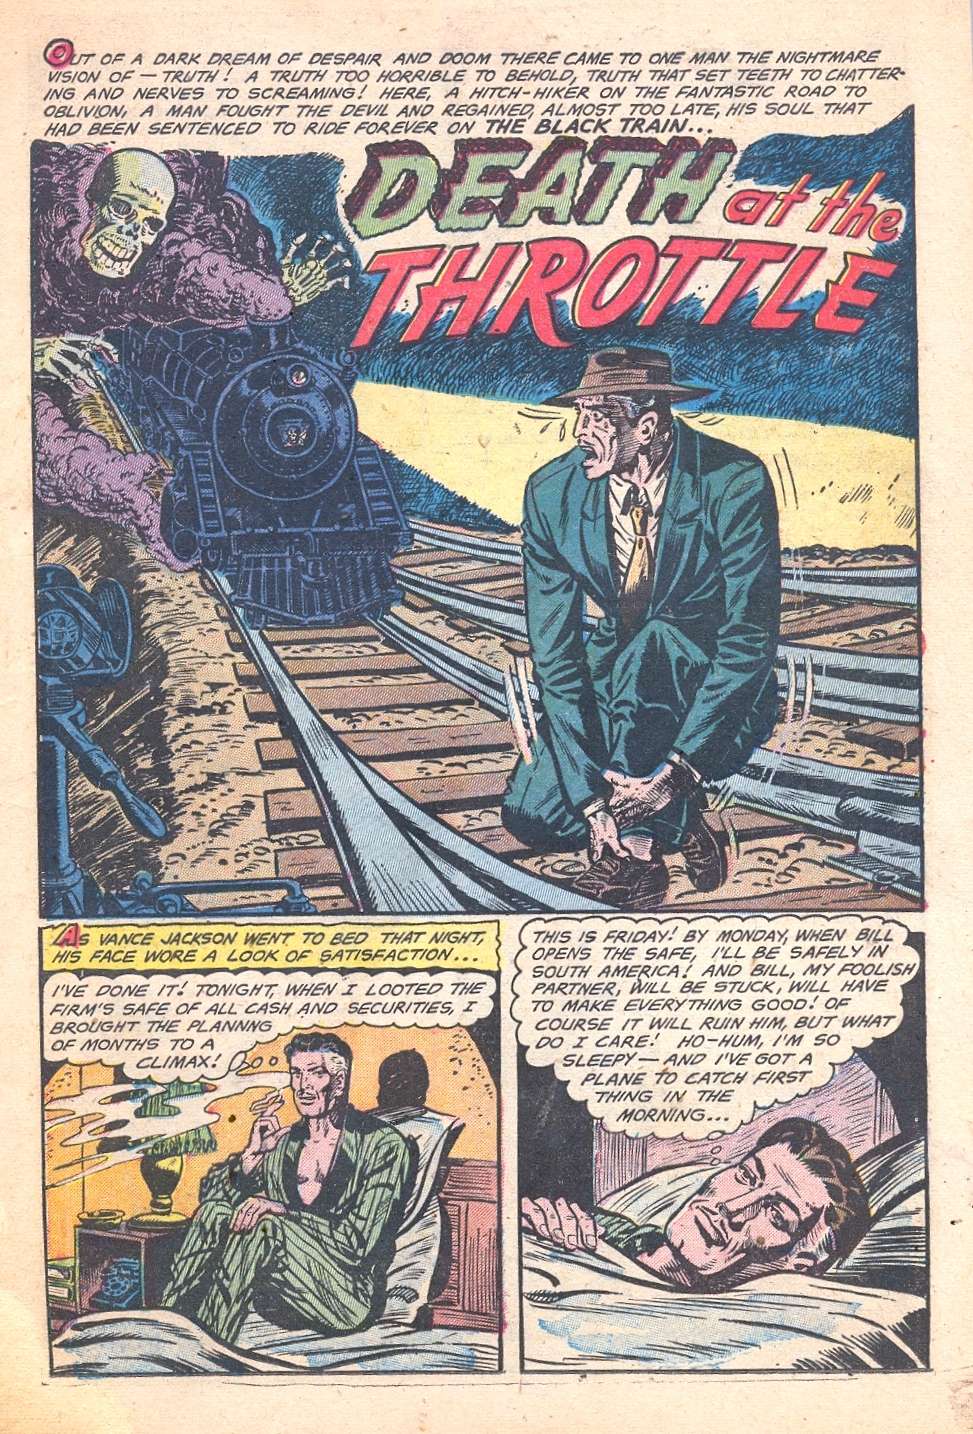 OUT OF A DARK DREAM OF DESPAIR AND DOOM THERE CAME TO ONE MAN THE NIGHTMARE
VISION OF — TRUTH! A TRUTH TOO HORRIBLE TO BEHOLD, TRUTH THAT SET TEETH TO CHATTER-
ING AND NERVES TO SCREAMING! HERE, A HITCH-HIKER ON THE FANTASTIC ROAD TO
OBLIVION, A MAN FOUGHT THE DEVIL AND REGAINED, ALMOST TOO LATE, HIS SOUL THAT
HAD BEEN SENTENCED TO RIDE FOREVER ON THE BLACK TRAIN...
DEATH at the
THROTTLE
AS VANCE JACKSON WENT TO BED THAT NIGHT,
HIS FACE WORE A LOOK OF SATISFACTION...
I'VE DONE IT! TONIGHT, WHEN I LOOTED THE
FIRM'S SAFE OF ALL CASH AND SECURITIES, I
BROUGHT THE PLANNNG
OF MONTHS TO A
CLIMAX!
THIS IS FRIDAY! BY MONDAY, WHEN BILL
OPENS THE SAFE, I'LL BE SAFELY IN
SOUTH AMERICA! AND BILL, MY FOOLISH
PARTNER, WILL BE STUCK, WILL HAVE
TO MAKE EVERYTHING GOOD! OF
COURSE IT WILL RUIN HIM, BUT WHAT
DO I CARE! HO-HUM, I'M SO
SLEEPY — AND I'VE GOT A
PLANE TO CATCH FIRST
THING IN THE
MORNING...